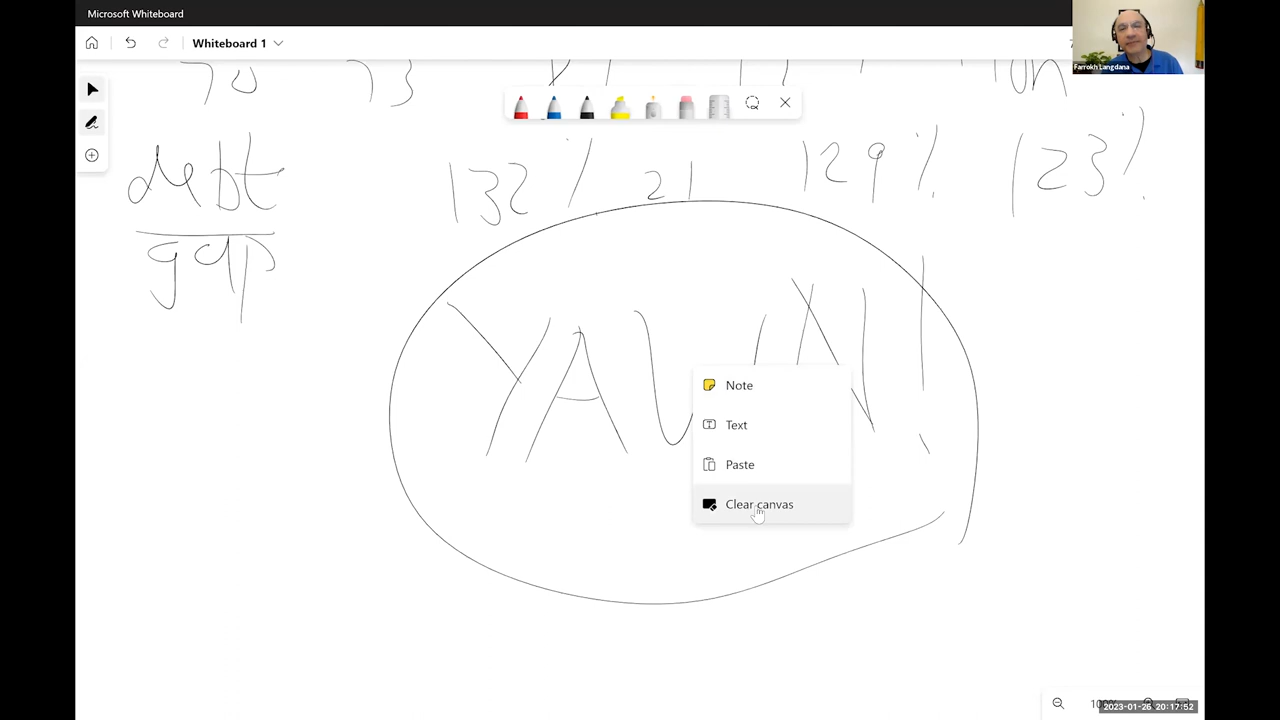 Microsoft Whiteboard
Whiteboard 1
Farrokh Langdana
70 73
debt 132% 21 129% 123%
gdp
Note
Text
Paste
Clear canvas
2023-01-26 20:17:52